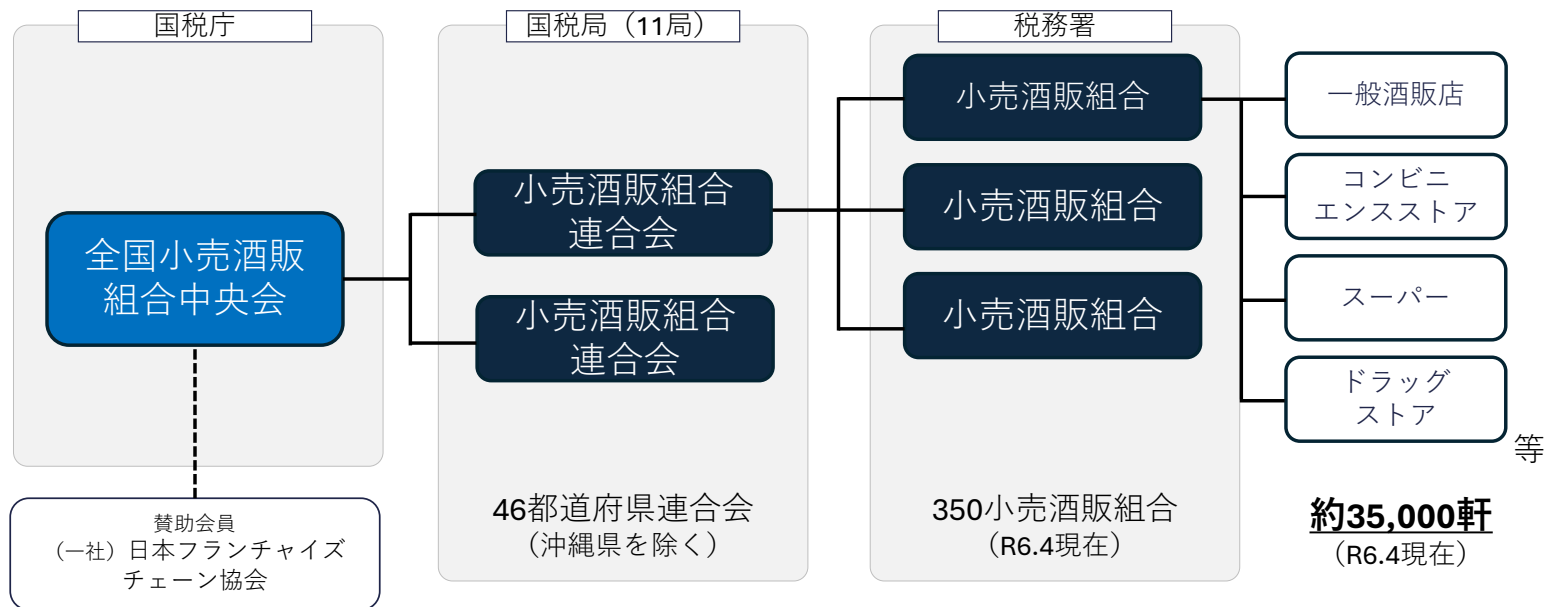 国税庁
全国小売酒販
組合中央会
賛助会員
（一社）日本フランチャイズ
チェーン協会
国税局（11局）
小売酒販組合
連合会
小売酒販組合
連合会
46都道府県連合会
（沖縄県を除く）
税務署
小売酒販組合
小売酒販組合
小売酒販組合
350小売酒販組合
（R6.4現在）
一般酒販店
コンビニ
エンスストア
スーパー
ドラッグ
ストア
等
約35,000軒
（R6.4現在）